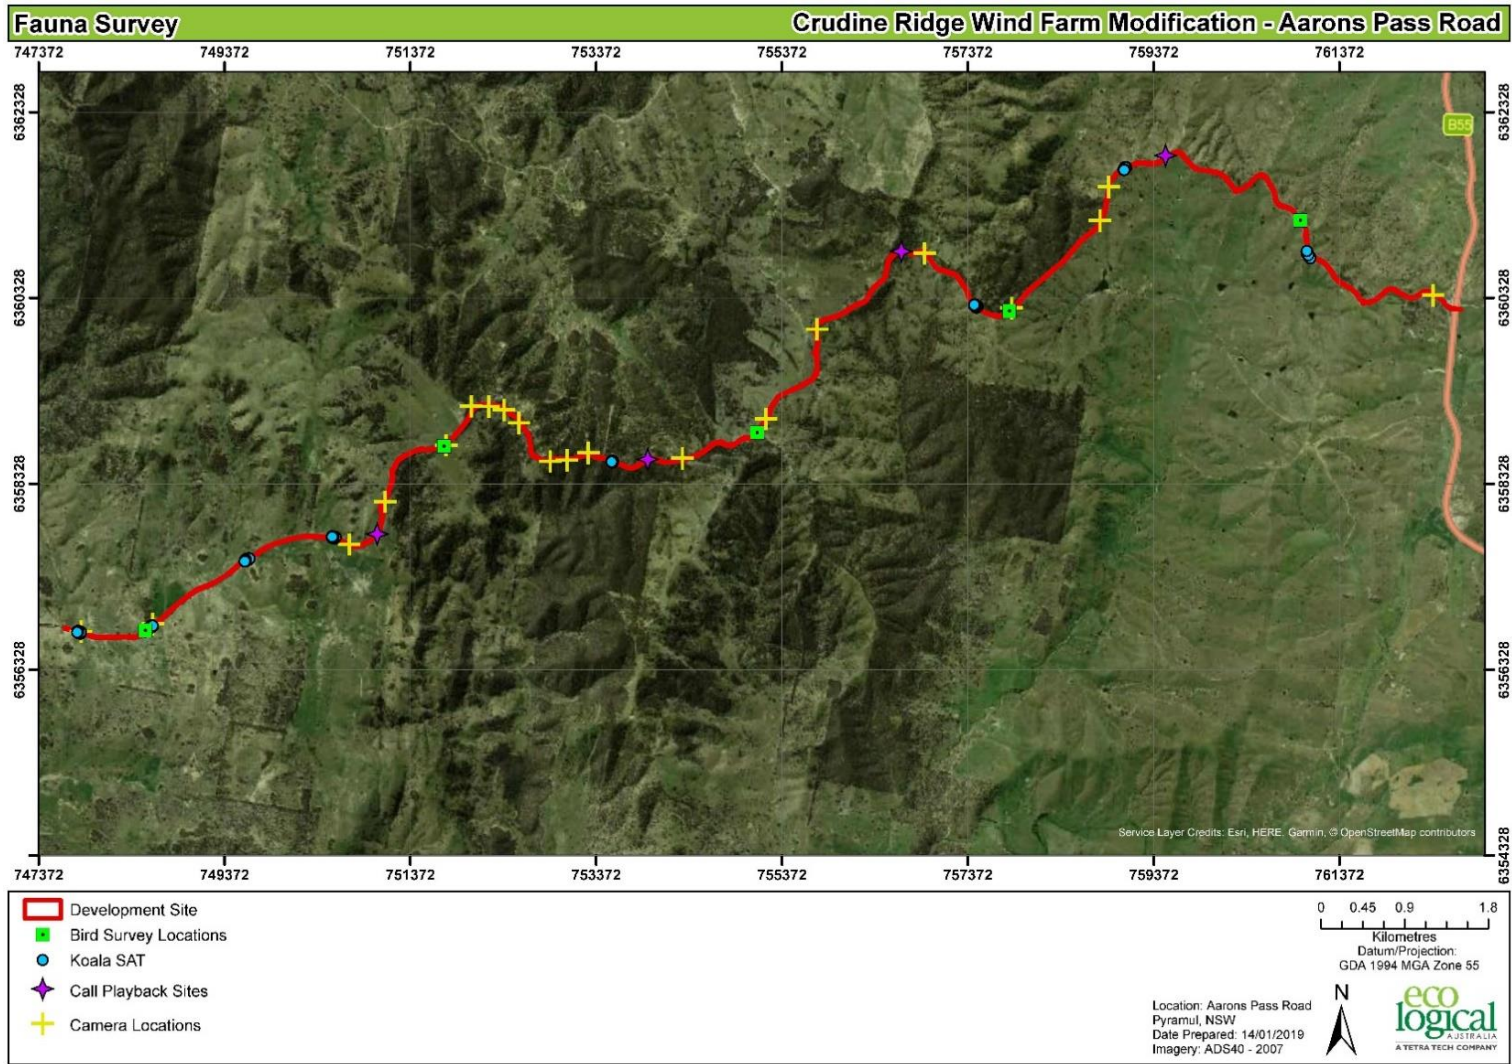 Fauna Survey
Crudine Ridge Wind Farm Modification - Aarons Pass Road
747372 749372 751372 753372 755372 757372 759372 761372
6362328 6362328
B55
6360328 6360328
6358328 6358328
6356328 6356328
Service Layer Credits: Esri, HERE, Garmin, © OpenStreetMap contributors
6354328
747372 749372 751372 753372 755372 757372 759372 761372
Development Site
Bird Survey Locations
Koala SAT
Call Playback Sites
Camera Locations
0 0.45 0.9 1.8
Kilometres
Datum/Projection:
GDA 1994 MGA Zone 55
Location: Aarons Pass Road
Pyramul, NSW
Date Prepared: 14/01/2019
Imagery: ADS40 - 2007
N
eco
logical
AUSTRALIA
A TETRA TECH COMPANY